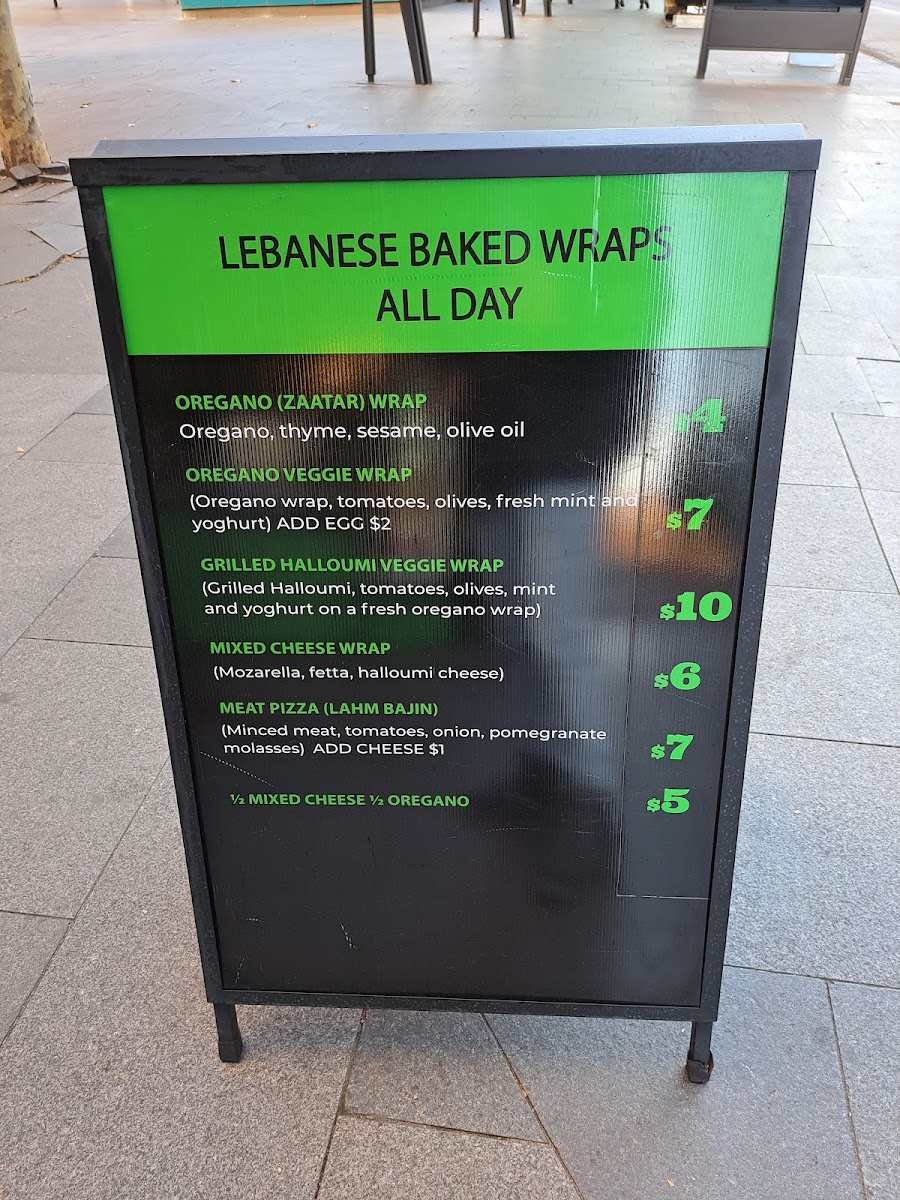 LEBANESE BAKED WRAPS
ALL DAY
OREGANO (ZAATAR) WRAP
Oregano, thyme, sesame, olive oil
$4
OREGANO VEGGIE WRAP
(Oregano wrap, tomatoes, olives, fresh mint and
yoghurt) ADD EGG $2
$7
GRILLED HALLOUMI VEGGIE WRAP
(Grilled Halloumi, tomatoes, olives, mint
and yoghurt on a fresh oregano wrap)
$10
MIXED CHEESE WRAP
(Mozarella, fetta, halloumi cheese)
$6
MEAT PIZZA (LAHM BAJIN)
(Minced meat, tomatoes, onion, pomegranate
molasses) ADD CHEESE $1
$7
½ MIXED CHEESE ½ OREGANO
$5